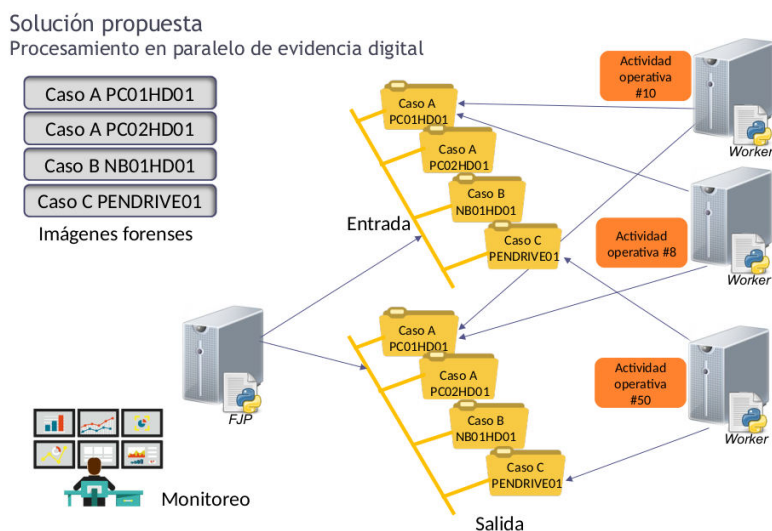 Solución propuesta
Procesamiento en paralelo de evidencia digital
Caso A PC01HD01
Caso A PC02HD01
Caso B NB01HD01
Caso C PENDRIVE01
Imágenes forenses
Entrada
Caso A
PC01HD01
Caso A
PC02HD01
Caso B
NB01HD01
Caso C
PENDRIVE01
Actividad
operativa
#10
Worker
Actividad
operativa #8
Worker
Actividad
operativa
#50
Worker
FJP
Caso A
PC01HD01
Caso A
PC02HD01
Caso B
NB01HD01
Caso C
PENDRIVE01
Salida
Monitoreo